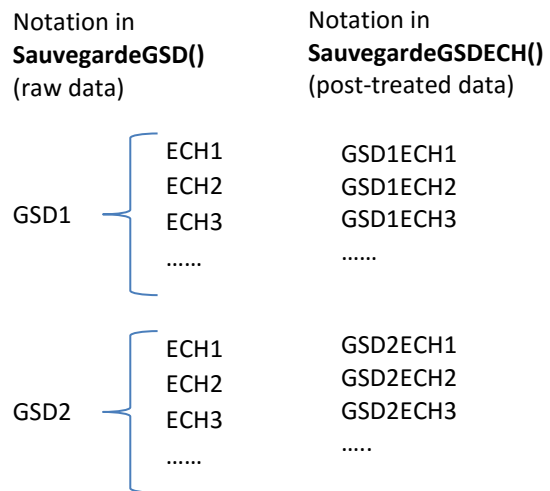 Notation in
SauvegardeGSD()
(raw data)
Notation in
SauvegardeGSDECH()
(post-treated data)
GSD1
ECH1
ECH2
ECH3
......
GSD1ECH1
GSD1ECH2
GSD1ECH3
......
GSD2
ECH1
ECH2
ECH3
......
GSD2ECH1
GSD2ECH2
GSD2ECH3
.....